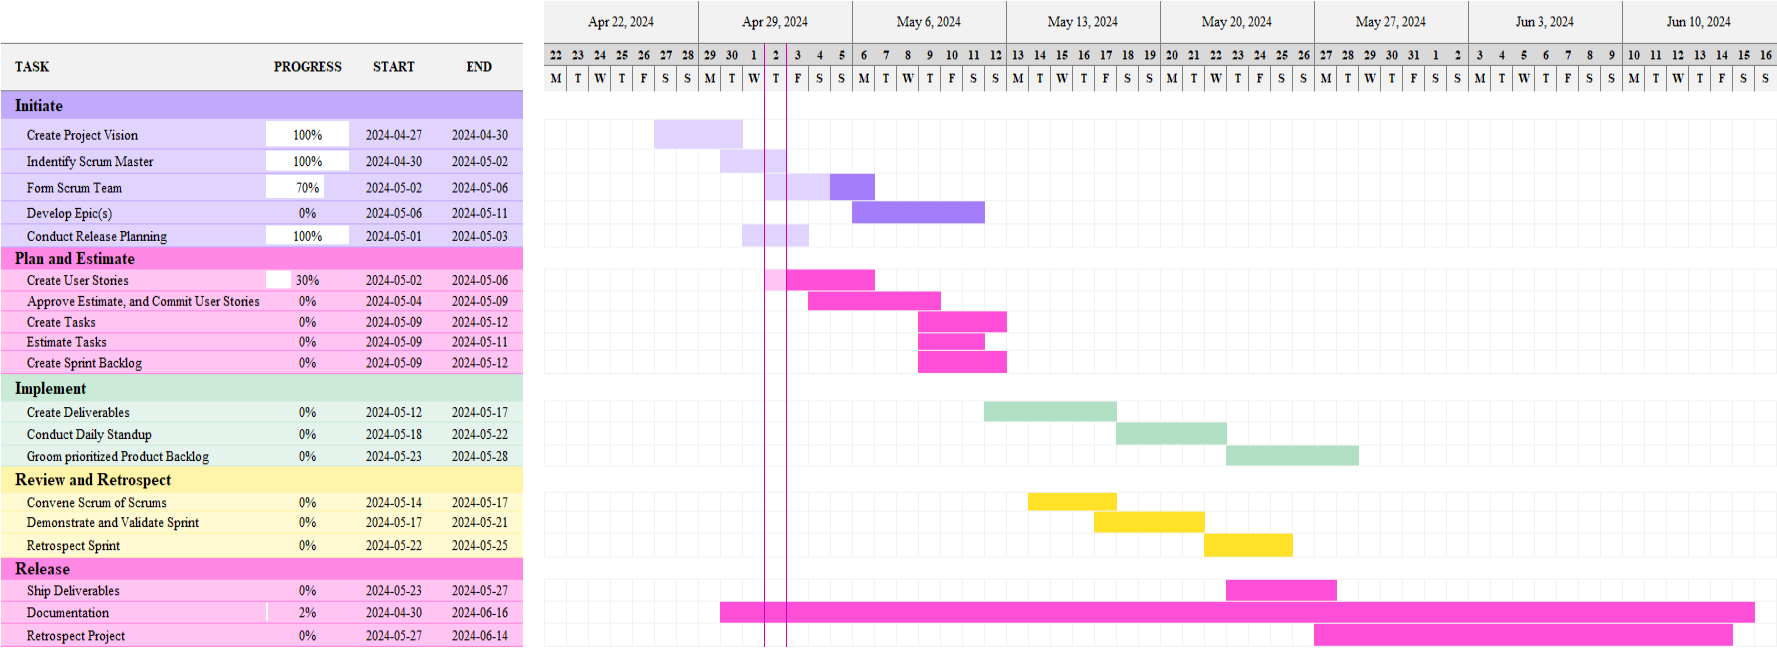 Apr 22, 2024 Apr 29, 2024 May 6, 2024 May 13, 2024 May 20, 2024 May 27, 2024 Jun 3, 2024 Jun 10, 2024
22 23 24 25 26 27 28 29 30 1 2 3 4 5 6 7 8 9 10 11 12 13 14 15 16 17 18 19 20 21 22 23 24 25 26 27 28 29 30 31 1 2 3 4 5 6 7 8 9 10 11 12 13 14 15 16
TASK PROGRESS START END
M T W T F S S M T W T F S S M T W T F S S M T W T F S S M T W T F S S M T W T F S S M T W T F S S M T W T F S S
Initiate
Create Project Vision 100% 2024-04-27 2024-04-30
Indentify Scrum Master 100% 2024-04-30 2024-05-02
Form Scrum Team 70% 2024-05-02 2024-05-06
Develop Epic(s) 0% 2024-05-06 2024-05-11
Conduct Release Planning 100% 2024-05-01 2024-05-03
Plan and Estimate
Create User Stories 30% 2024-05-02 2024-05-06
Approve Estimate, and Commit User Stories 0% 2024-05-04 2024-05-09
Create Tasks 0% 2024-05-09 2024-05-12
Estimate Tasks 0% 2024-05-09 2024-05-11
Create Sprint Backlog 0% 2024-05-09 2024-05-12
Implement
Create Deliverables 0% 2024-05-12 2024-05-17
Conduct Daily Standup 0% 2024-05-18 2024-05-22
Groom prioritized Product Backlog 0% 2024-05-23 2024-05-28
Review and Retrospect
Convene Scrum of Scrums 0% 2024-05-14 2024-05-17
Demonstrate and Validate Sprint 0% 2024-05-17 2024-05-21
Retrospect Sprint 0% 2024-05-22 2024-05-25
Release
Ship Deliverables 0% 2024-05-23 2024-05-27
Documentation 2% 2024-04-30 2024-06-16
Retrospect Project 0% 2024-05-27 2024-06-14